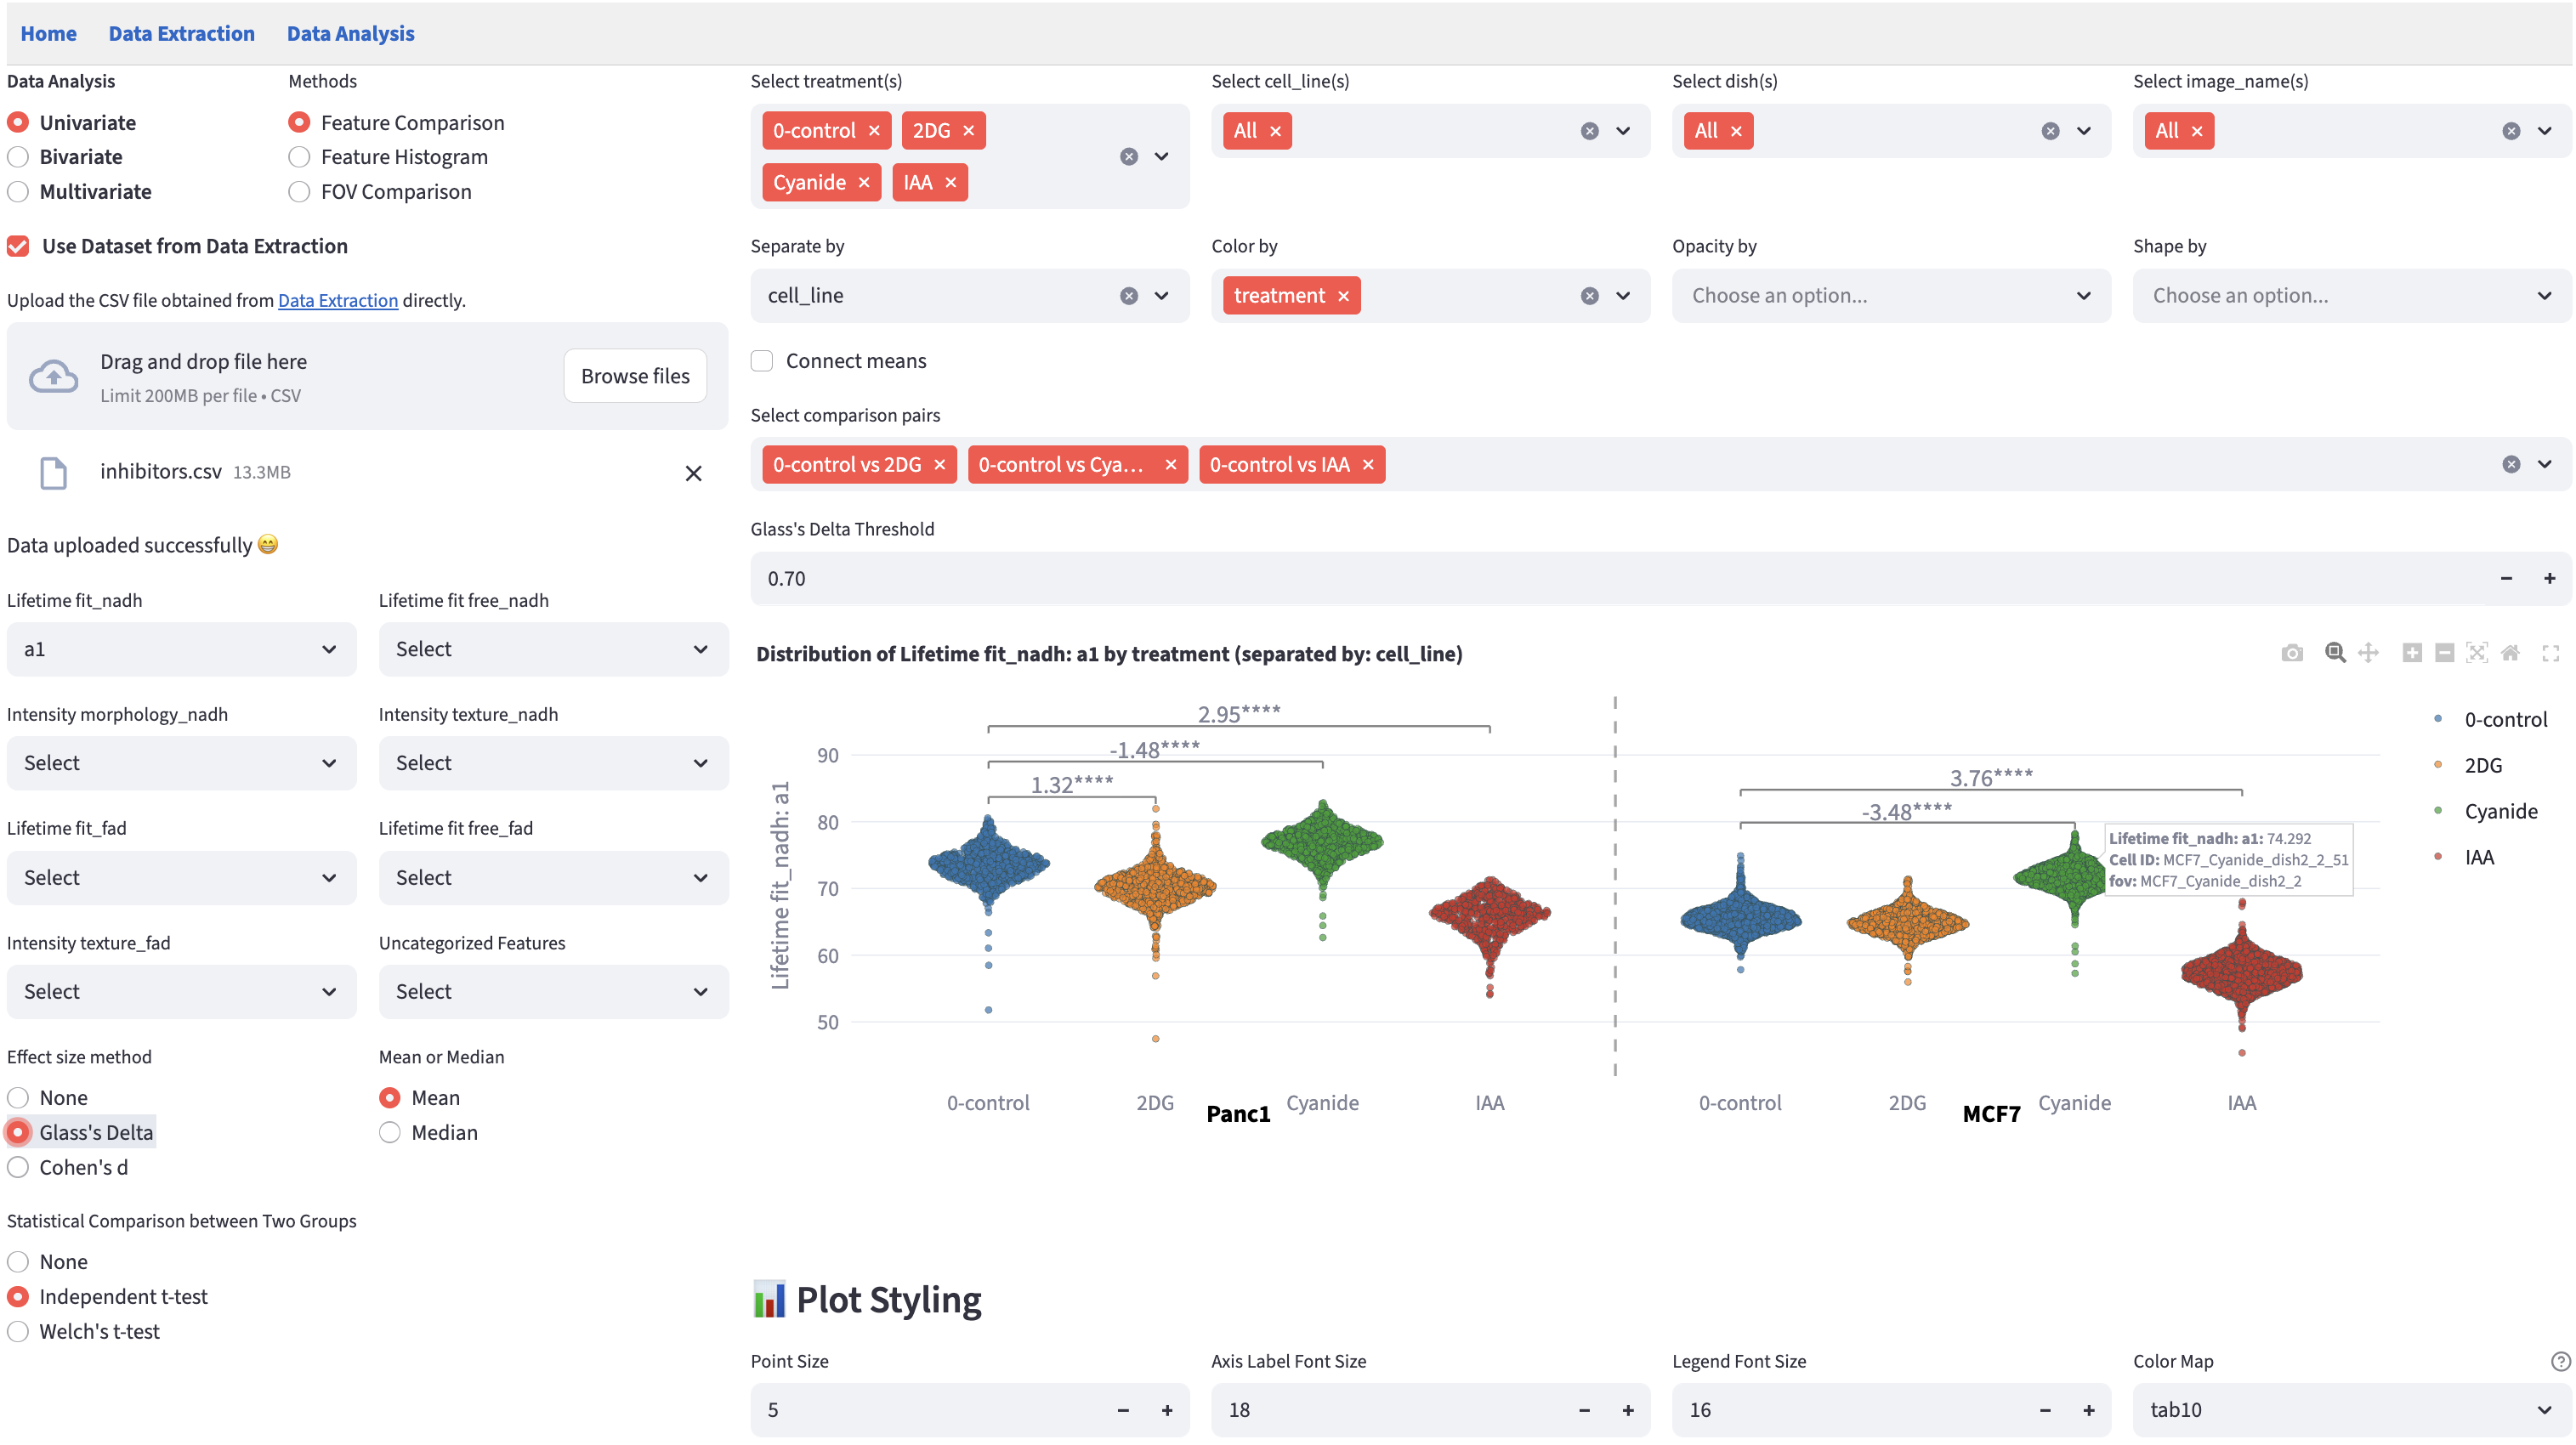 Home Data Extraction Data Analysis
Data Analysis
Univariate
Bivariate
Multivariate
Methods
Feature Comparison
Feature Histogram
FOV Comparison
Use Dataset from Data Extraction
Upload the CSV file obtained from Data Extraction directly.
Drag and drop file here
Limit 200MB per file • CSV
Browse files
inhibitors.csv 13.3MB
Data uploaded successfully 😁
Lifetime fit_nadh
a1
Lifetime fit free_nadh
Select
Intensity morphology_nadh
Select
Intensity texture_nadh
Select
Lifetime fit_fad
Select
Lifetime fit free_fad
Select
Intensity texture_fad
Select
Uncategorized Features
Select
Effect size method
None
Glass's Delta
Cohen's d
Mean or Median
Mean
Median
Statistical Comparison between Two Groups
None
Independent t-test
Welch's t-test
Select treatment(s)
0-control × 2DG ×
Cyanide × IAA ×
Select cell_line(s)
All ×
Select dish(s)
All ×
Select image_name(s)
All ×
Separate by
cell_line
Color by
treatment ×
Opacity by
Choose an option...
Shape by
Choose an option...
Connect means
Select comparison pairs
0-control vs 2DG × 0-control vs Cya... × 0-control vs IAA ×
Glass's Delta Threshold
0.70
Distribution of Lifetime fit_nadh: a1 by treatment (separated by: cell_line)
Lifetime fit_nadh: a1
90
80
70
60
50
2.95****
-1.48****
1.32****
3.76****
-3.48****
Lifetime fit_nadh: a1: 74.292
Cell ID: MCF7_Cyanide_dish2_2_51
fov: MCF7_Cyanide_dish2_2
0-control 2DG Cyanide IAA
Panc1
0-control 2DG Cyanide IAA
MCF7
0-control
2DG
Cyanide
IAA
📊 Plot Styling
Point Size
5
Axis Label Font Size
18
Legend Font Size
16
Color Map
tab10